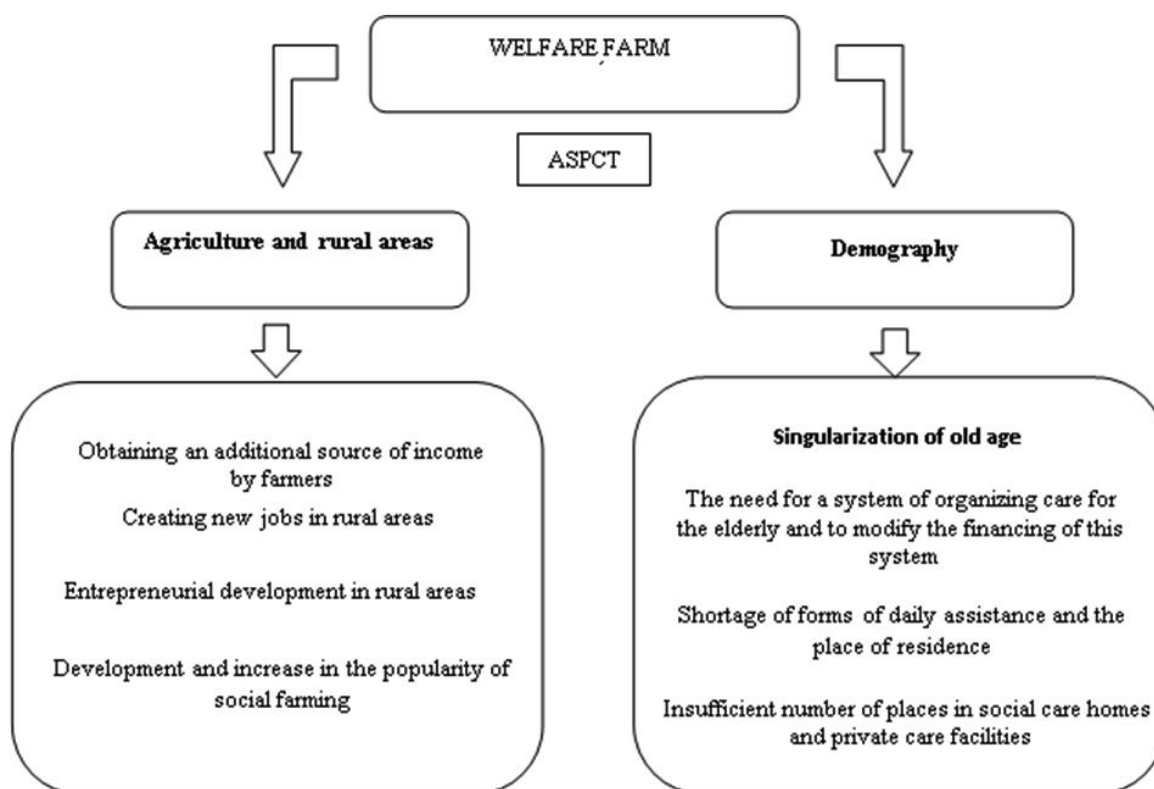 WELFARE FARM
ASPCT
Agriculture and rural areas
Demography
Obtaining an additional source of income
by farmers
Creating new jobs in rural areas
Entrepreneurial development in rural areas
Development and increase in the popularity of
social farming
Singularization of old age
The need for a system of organizing care for
the elderly and to modify the financing of this
system
Shortage of forms of daily assistance and the
place of residence
Insufficient number of places in social care homes
and private care facilities